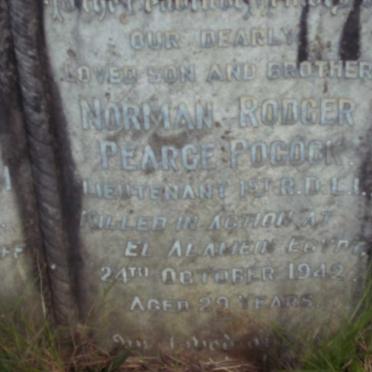 OUR DEARLY
LOVED SON AND BROTHER
NORMAN RODGER
PEARCE POCOCK
LIEUTENANT 1ST R.D.L.I.
KILLED IN ACTION AT
EL ALAMEIN EGYPT
24TH OCTOBER 1942
AGED 29 YEARS